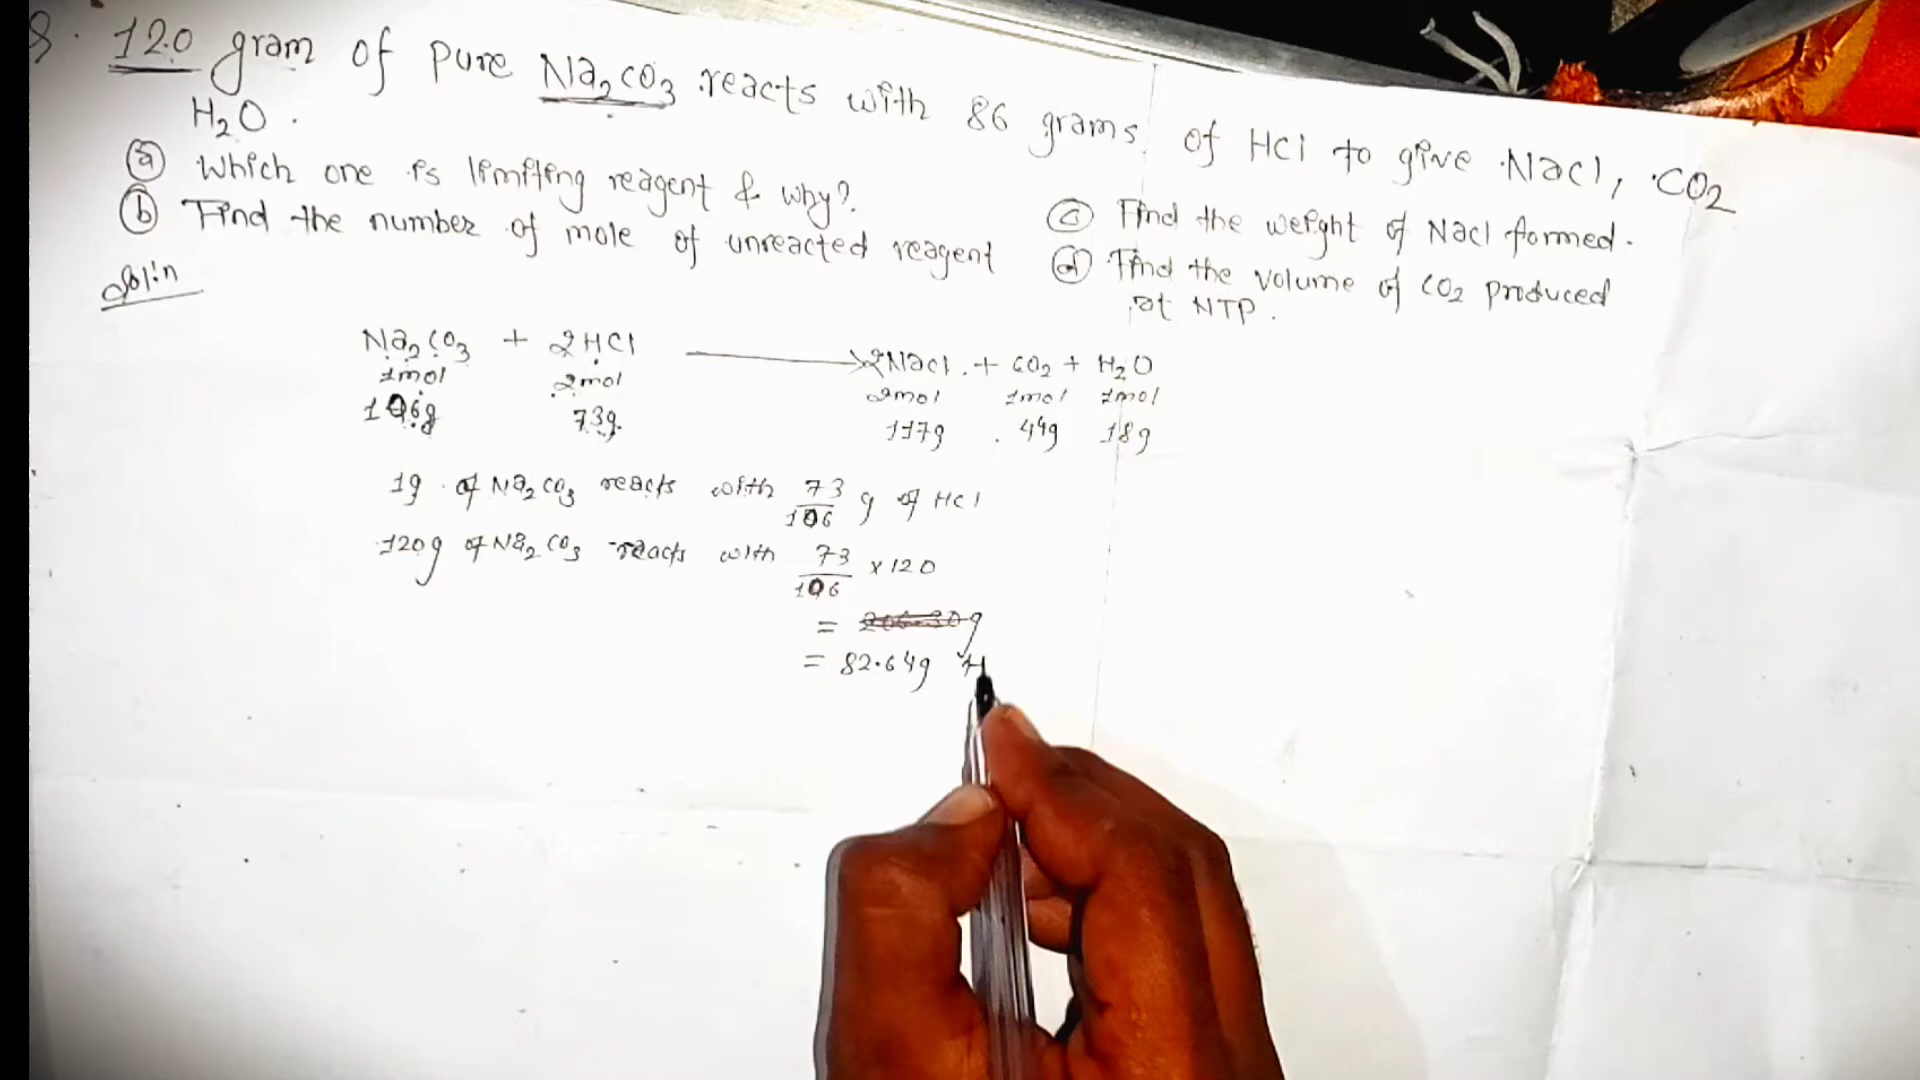 Q. 120 gram of pure Na₂CO₃ reacts with 86 grams of HCl to give NaCl, CO₂
H₂O.
ⓐ Which one is limiting reagent & why?
ⓑ Find the number of mole of unreacted reagent
ⓒ Find the weight of NaCl formed.
ⓓ Find the volume of CO₂ produced
at NTP.
Sol:n
Na₂CO₃ + 2HCl → 2NaCl + CO₂ + H₂O
1mol 2mol 2mol 1mol 1mol
106g 73g 117g 44g 18g
1g of Na₂CO₃ reacts with 73/106 g of HCl
120g of Na₂CO₃ reacts with 73/106 x 120
= g
= 82.64g H